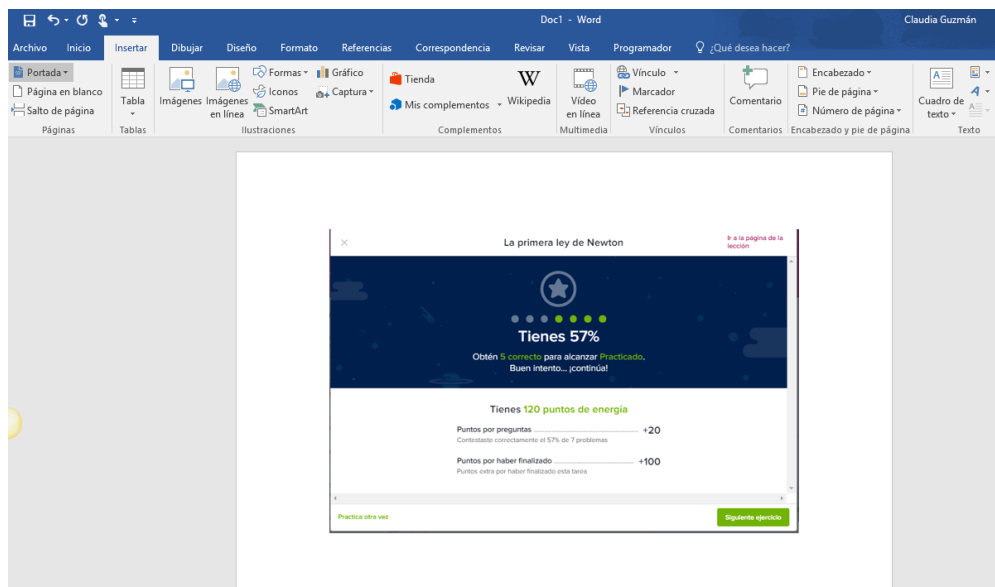 Doc1 - Word
Claudia Guzmán
Archivo Inicio Insertar Dibujar Diseño Formato Referencias Correspondencia Revisar Vista Programador ¿Qué desea hacer?
Portada
Página en blanco
Salto de página
Páginas
Tabla
Tablas
Imágenes
Imágenes en línea
Formas
Iconos
SmartArt
Gráfico
Captura
Ilustraciones
Tienda
Mis complementos
W
Wikipedia
Complementos
Vídeo
en línea
Multimedia
Vínculo
Marcador
Referencia cruzada
Vínculos
Comentario
Comentarios
Encabezado
Pie de página
Número de página
Encabezado y pie de página
Cuadro de
texto
Texto
La primera ley de Newton
Ir a la página de la
lección
Tienes 57%
Obtén 5 correcto para alcanzar Practicado.
Buen intento... ¡continúa!
Tienes 120 puntos de energía
Puntos por preguntas +20
Contestaste correctamente el 57% de 7 problemas
Puntos por haber finalizado +100
Puntos extra por haber finalizado esta tarea
Practica otra vez
Siguiente ejercicio